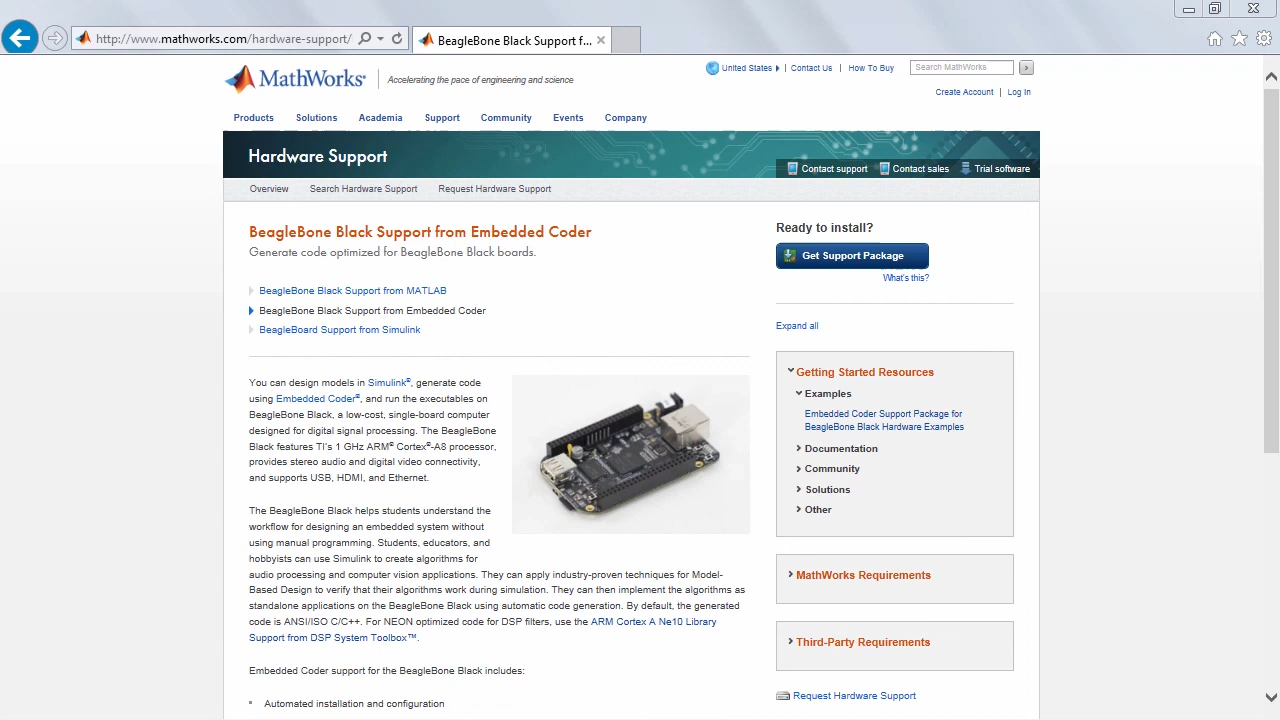 http://www.mathworks.com/hardware-support/
BeagleBone Black Support f...
MathWorks®
Accelerating the pace of engineering and science
United States
Contact Us
How To Buy
Search MathWorks
Create Account
Log In
Products
Solutions
Academia
Support
Community
Events
Company
Hardware Support
Contact support
Contact sales
Trial software
Overview
Search Hardware Support
Request Hardware Support
BeagleBone Black Support from Embedded Coder
Generate code optimized for BeagleBone Black boards.
BeagleBone Black Support from MATLAB
BeagleBone Black Support from Embedded Coder
BeagleBoard Support from Simulink
You can design models in Simulink®, generate code
using Embedded Coder®, and run the executables on
BeagleBone Black, a low-cost, single-board computer
designed for digital signal processing. The BeagleBone
Black features TI's 1 GHz ARM® Cortex®-A8 processor,
provides stereo audio and digital video connectivity,
and supports USB, HDMI, and Ethernet.
The BeagleBone Black helps students understand the
workflow for designing an embedded system without
using manual programming. Students, educators, and
hobbyists can use Simulink to create algorithms for
audio processing and computer vision applications. They can apply industry-proven techniques for Model-
Based Design to verify that their algorithms work during simulation. They can then implement the algorithms as
standalone applications on the BeagleBone Black using automatic code generation. By default, the generated
code is ANSI/ISO C/C++. For NEON optimized code for DSP filters, use the ARM Cortex A Ne10 Library
Support from DSP System Toolbox™.
Embedded Coder support for the BeagleBone Black includes:
Automated installation and configuration
Ready to install?
Get Support Package
What's this?
Expand all
Getting Started Resources
Examples
Embedded Coder Support Package for
BeagleBone Black Hardware Examples
Documentation
Community
Solutions
Other
MathWorks Requirements
Third-Party Requirements
Request Hardware Support